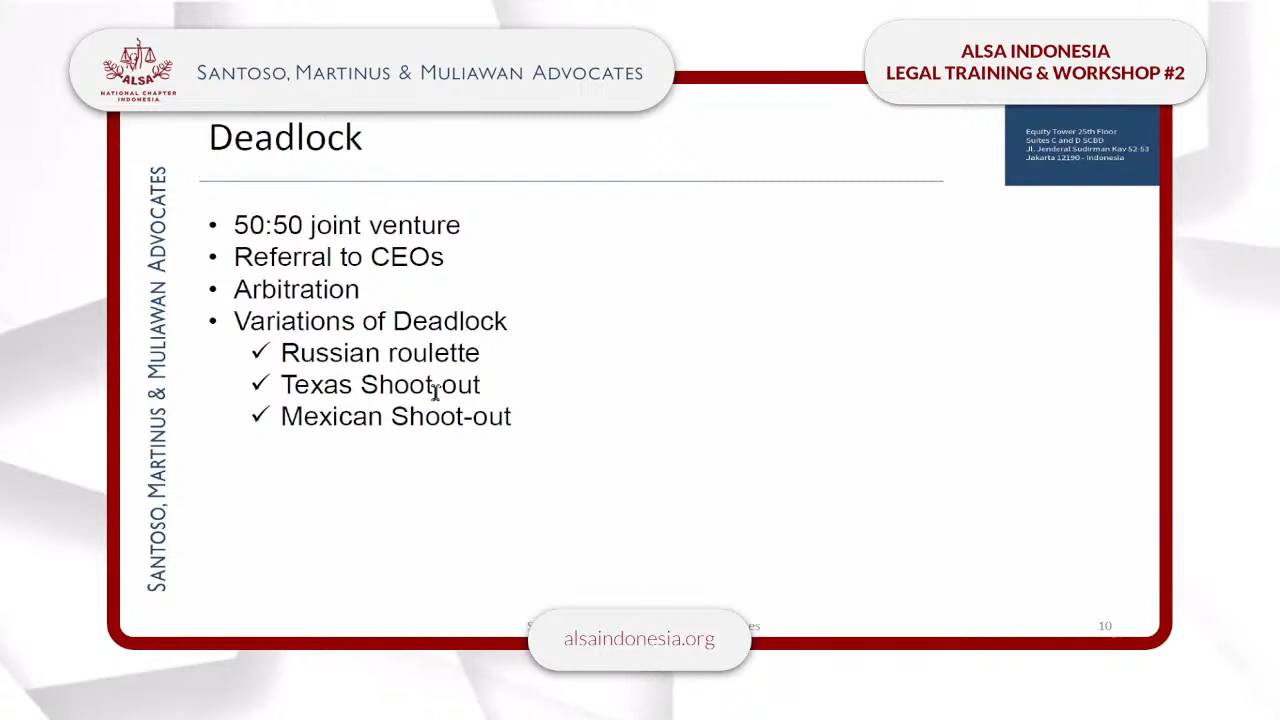 ALSA
NATIONAL CHAPTER
INDONESIA
SANTOSO, MARTINUS & MULIAWAN ADVOCATES
ALSA INDONESIA
LEGAL TRAINING & WORKSHOP #2
Equity Tower 25th Floor
Suites C and D SCBD
Jl. Jenderal Sudirman Kav 52-53
Jakarta 12190 - Indonesia
Deadlock
SANTOSO, MARTINUS & MULIAWAN ADVOCATES
• 50:50 joint venture
• Referral to CEOs
• Arbitration
• Variations of Deadlock
✓ Russian roulette
✓ Texas Shoot-out
✓ Mexican Shoot-out
10
alsaindonesia.org